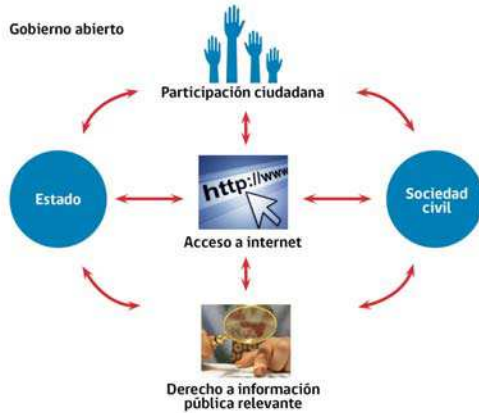 Gobierno abierto
Participación ciudadana
Estado
http://www
Sociedad
civil
Acceso a internet
Derecho a información
pública relevante